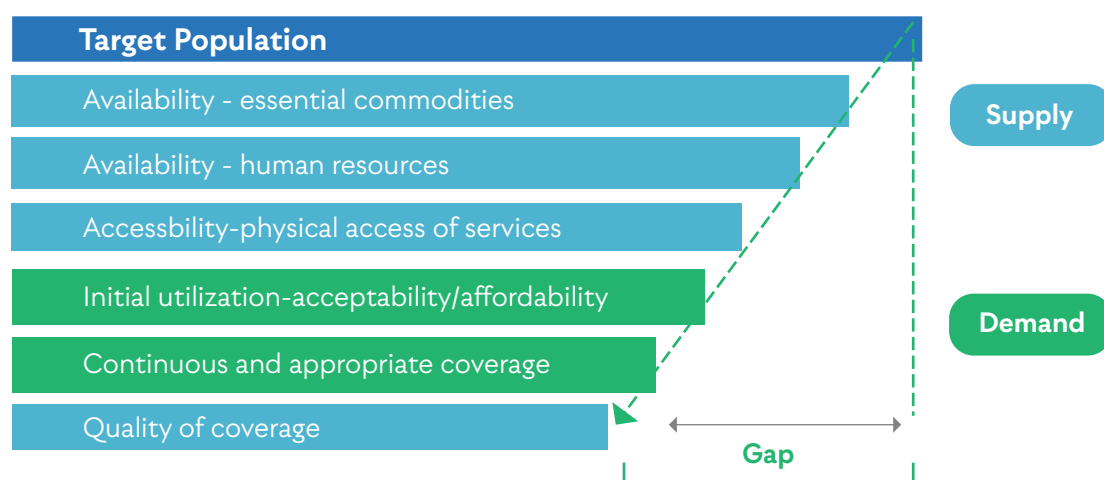 Target Population
Availability - essential commodities
Supply
Availability - human resources
Accessbility-physical access of services
Initial utilization-acceptability/affordability
Demand
Continuous and appropriate coverage
Quality of coverage
Gap